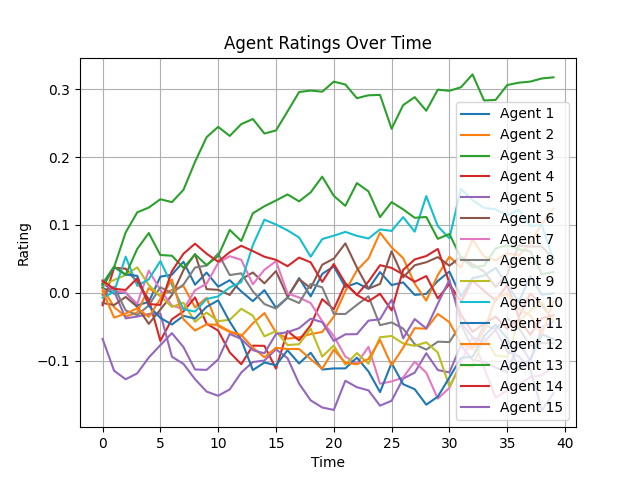 Agent Ratings Over Time
0.3
0.2
0.1
0.0
−0.1
Rating
0
5
10
15
20
25
30
35
40
Time
Agent 1
Agent 2
Agent 3
Agent 4
Agent 5
Agent 6
Agent 7
Agent 8
Agent 9
Agent 10
Agent 11
Agent 12
Agent 13
Agent 14
Agent 15